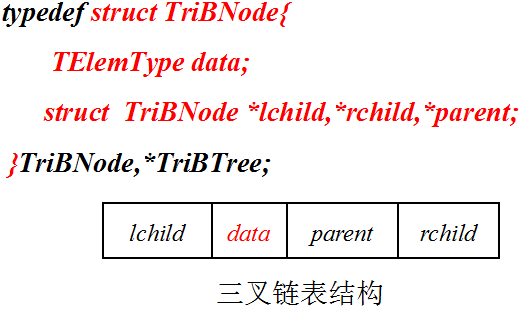 typedef struct TriBNode{
TElemType data;
struct TriBNode *lchild,*rchild,*parent;
}TriBNode,*TriBTree;
lchild data parent rchild
三叉链表结构